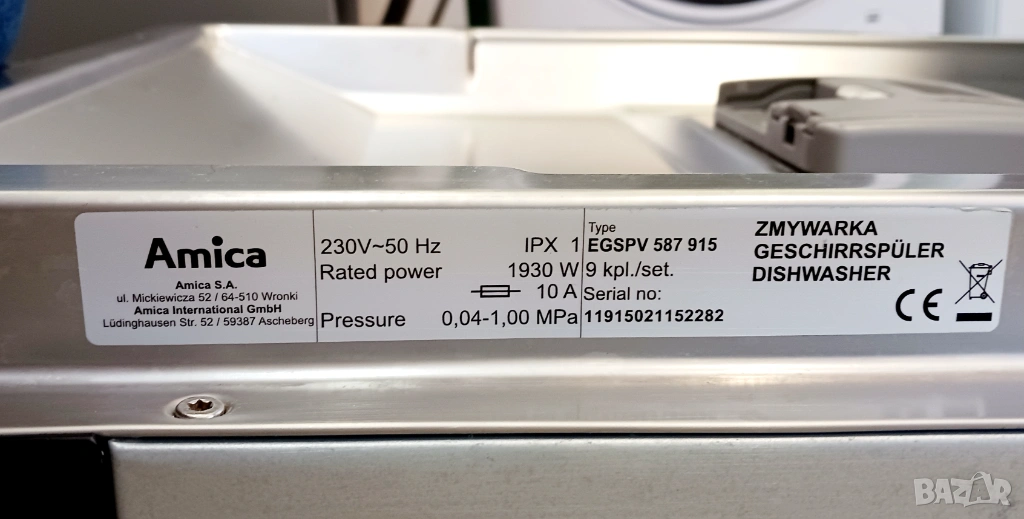 Amica
Amica S.A.
ul. Mickiewicza 52 / 64-510 Wronki
Amica International GmbH
Lüdinghausen Str. 52 / 59387 Ascheberg
230V~50 Hz IPX 1
Rated power 1930 W
10 A
Pressure 0,04-1,00 MPa
Type
EGSPV 587 915
9 kpl./set.
Serial no:
11915021152282
ZMYWARKA
GESCHIRRSPÜLER
DISHWASHER
CE
BAZAR